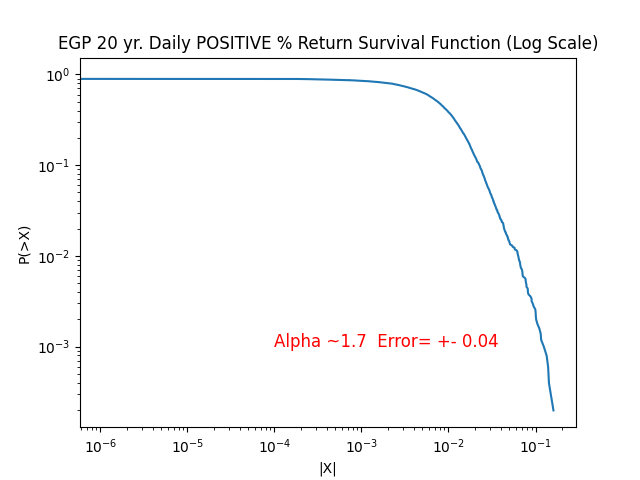 EGP 20 yr. Daily POSITIVE % Return Survival Function (Log Scale)
P(>X)
10⁰
10⁻¹
10⁻²
10⁻³
Alpha ~1.7  Error= +- 0.04
10⁻⁶ 10⁻⁵ 10⁻⁴ 10⁻³ 10⁻² 10⁻¹
|X|